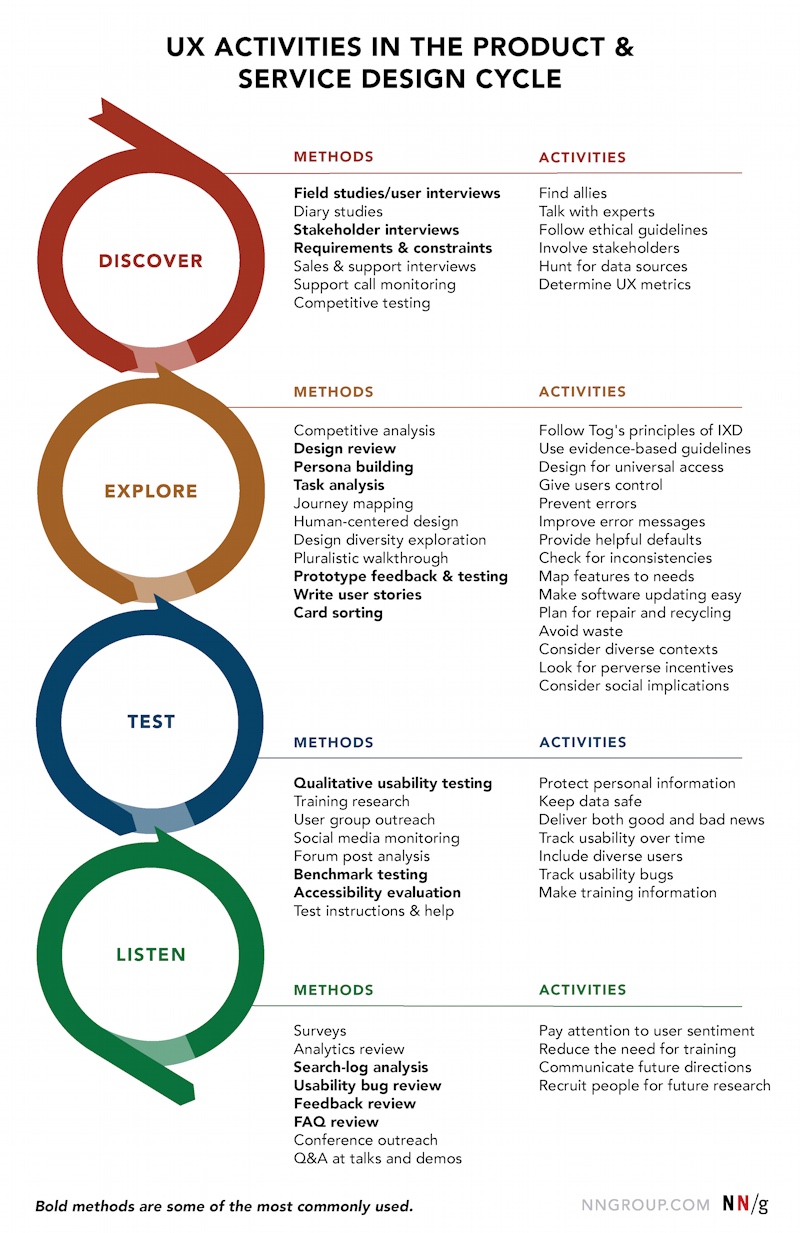 UX ACTIVITIES IN THE PRODUCT &
SERVICE DESIGN CYCLE
DISCOVER
METHODS
Field studies/user interviews
Diary studies
Stakeholder interviews
Requirements & constraints
Sales & support interviews
Support call monitoring
Competitive testing
ACTIVITIES
Find allies
Talk with experts
Follow ethical guidelines
Involve stakeholders
Hunt for data sources
Determine UX metrics
EXPLORE
METHODS
Competitive analysis
Design review
Persona building
Task analysis
Journey mapping
Human-centered design
Design diversity exploration
Pluralistic walkthrough
Prototype feedback & testing
Write user stories
Card sorting
ACTIVITIES
Follow Tog's principles of IXD
Use evidence-based guidelines
Design for universal access
Give users control
Prevent errors
Improve error messages
Provide helpful defaults
Check for inconsistencies
Map features to needs
Make software updating easy
Plan for repair and recycling
Avoid waste
Consider diverse contexts
Look for perverse incentives
Consider social implications
TEST
METHODS
Qualitative usability testing
Training research
User group outreach
Social media monitoring
Forum post analysis
Benchmark testing
Accessibility evaluation
Test instructions & help
ACTIVITIES
Protect personal information
Keep data safe
Deliver both good and bad news
Track usability over time
Include diverse users
Track usability bugs
Make training information
LISTEN
METHODS
Surveys
Analytics review
Search-log analysis
Usability bug review
Feedback review
FAQ review
Conference outreach
Q&A at talks and demos
ACTIVITIES
Pay attention to user sentiment
Reduce the need for training
Communicate future directions
Recruit people for future research
Bold methods are some of the most commonly used.
NNGROUP.COM NN/g